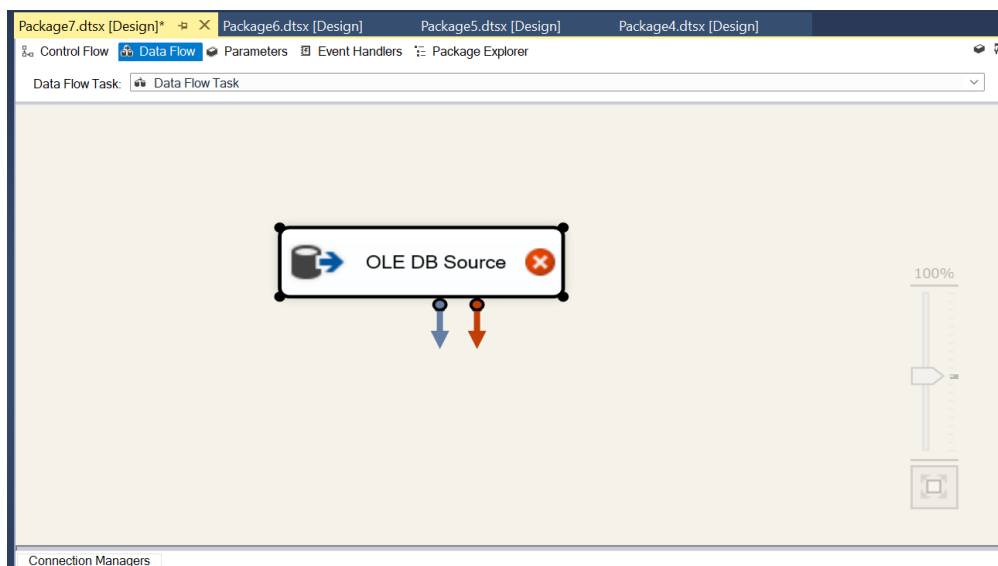 Package7.dtsx [Design]* Package6.dtsx [Design] Package5.dtsx [Design] Package4.dtsx [Design]
Control Flow Data Flow Parameters Event Handlers Package Explorer
Data Flow Task: Data Flow Task
OLE DB Source
100%
Connection Managers